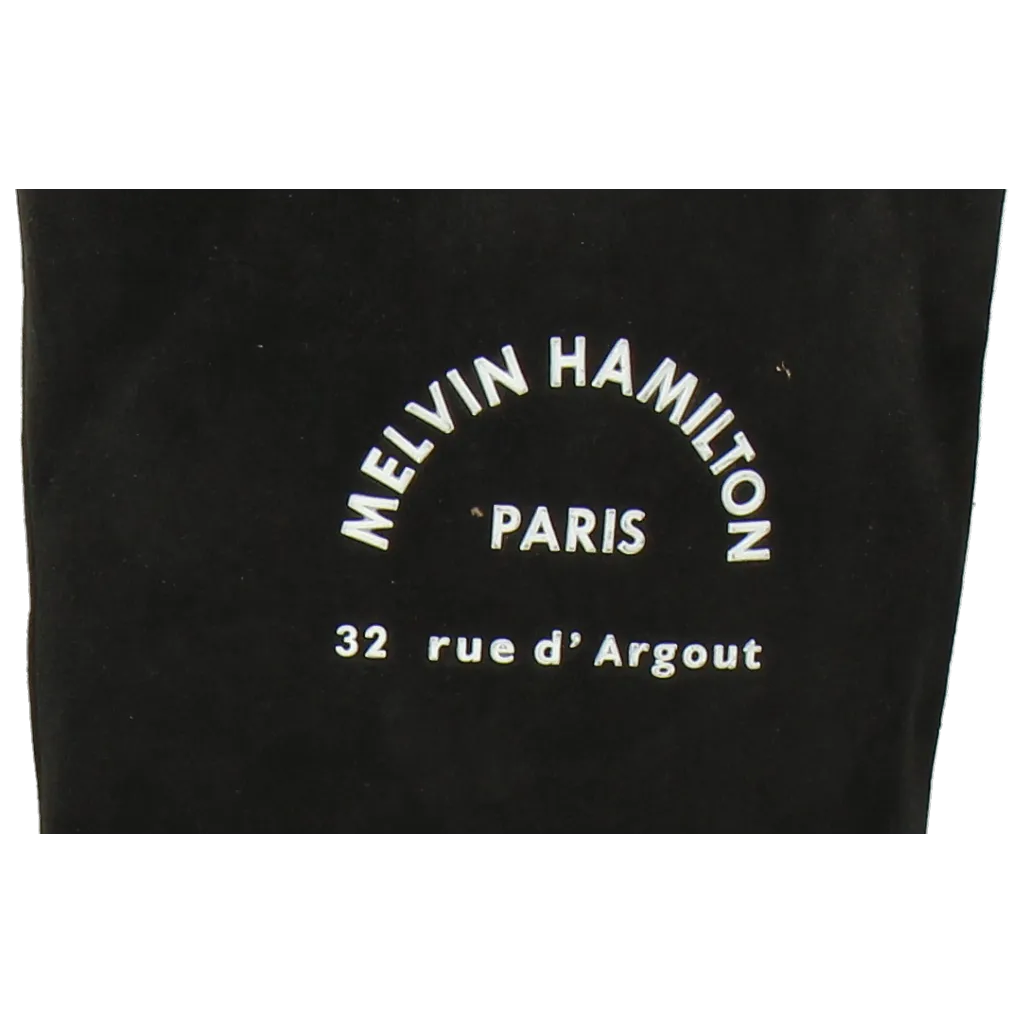 MELVIN HAMILTON
PARIS
32 rue d' Argout